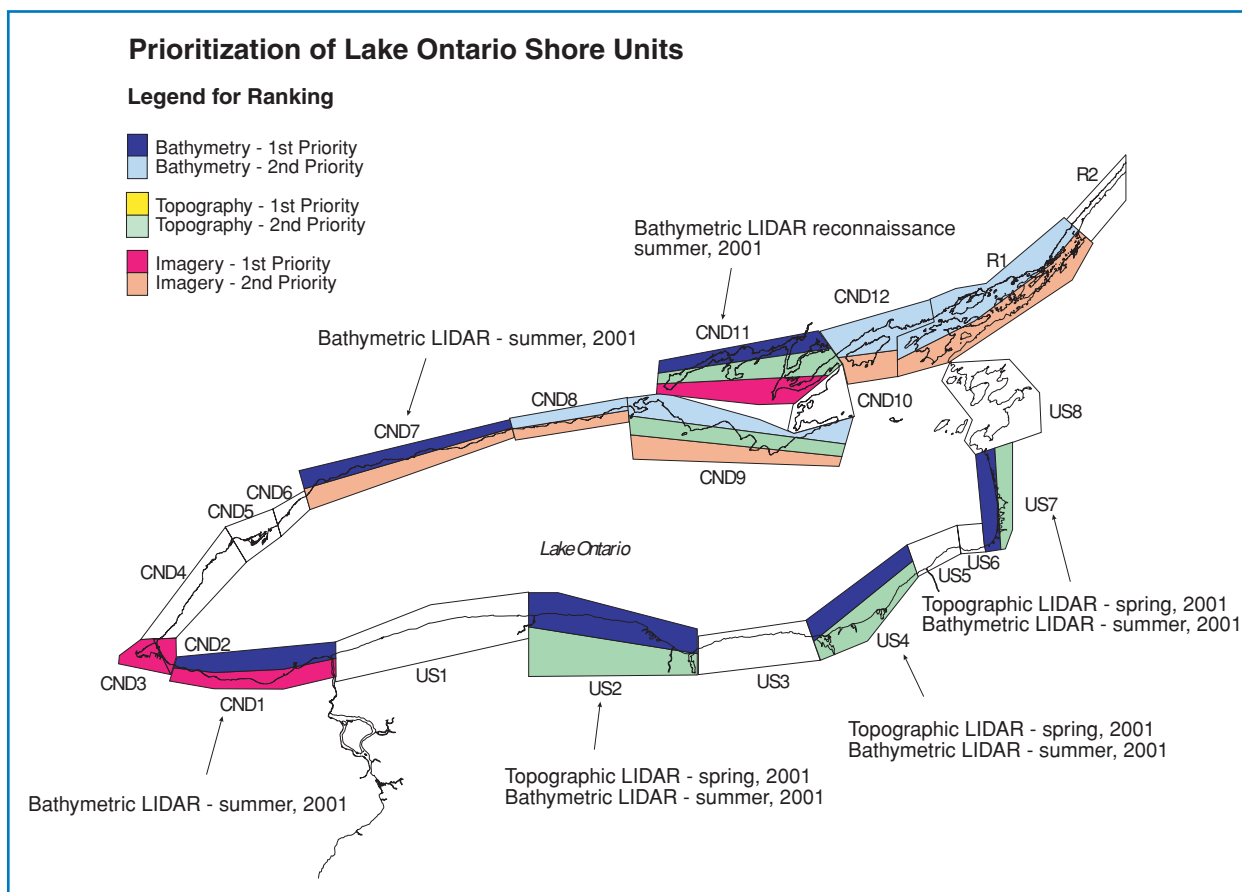 Prioritization of Lake Ontario Shore Units
Legend for Ranking
Bathymetry - 1st Priority
Bathymetry - 2nd Priority
Topography - 1st Priority
Topography - 2nd Priority
Imagery - 1st Priority
Imagery - 2nd Priority
R2
Bathymetric LIDAR reconnaissance
summer, 2001
R1
CND12
CND11
Bathymetric LIDAR - summer, 2001
CND10
CND8
US8
CND7
CND9
CND6
CND5
US7
Lake Ontario
CND4
US6
US5
Topographic LIDAR - spring, 2001
Bathymetric LIDAR - summer, 2001
CND2
US4
CND3
US1
US3
US2
CND1
Topographic LIDAR - spring, 2001
Bathymetric LIDAR - summer, 2001
Topographic LIDAR - spring, 2001
Bathymetric LIDAR - summer, 2001
Bathymetric LIDAR - summer, 2001